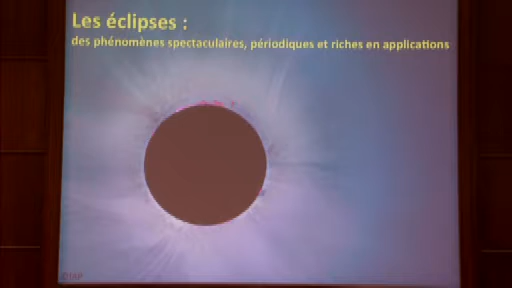 Les éclipses :
des phénomènes spectaculaires, périodiques et riches en applications
©IAP